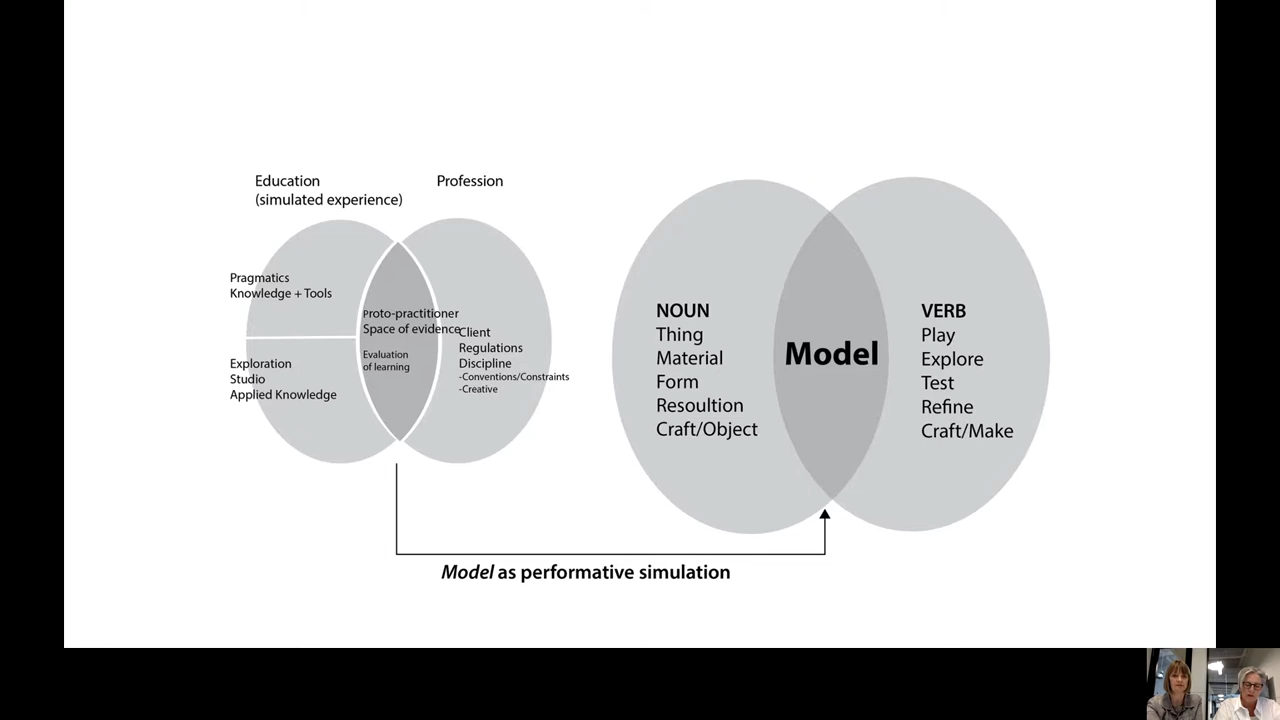 Education
(simulated experience)
Profession
Pragmatics
Knowledge + Tools
Exploration
Studio
Applied Knowledge
Proto-practitioner
Space of evidence
Evaluation
of learning
Client
Regulations
Discipline
-Conventions/Constraints
-Creative
NOUN
Thing
Material
Form
Resoultion
Craft/Object
Model
VERB
Play
Explore
Test
Refine
Craft/Make
Model as performative simulation